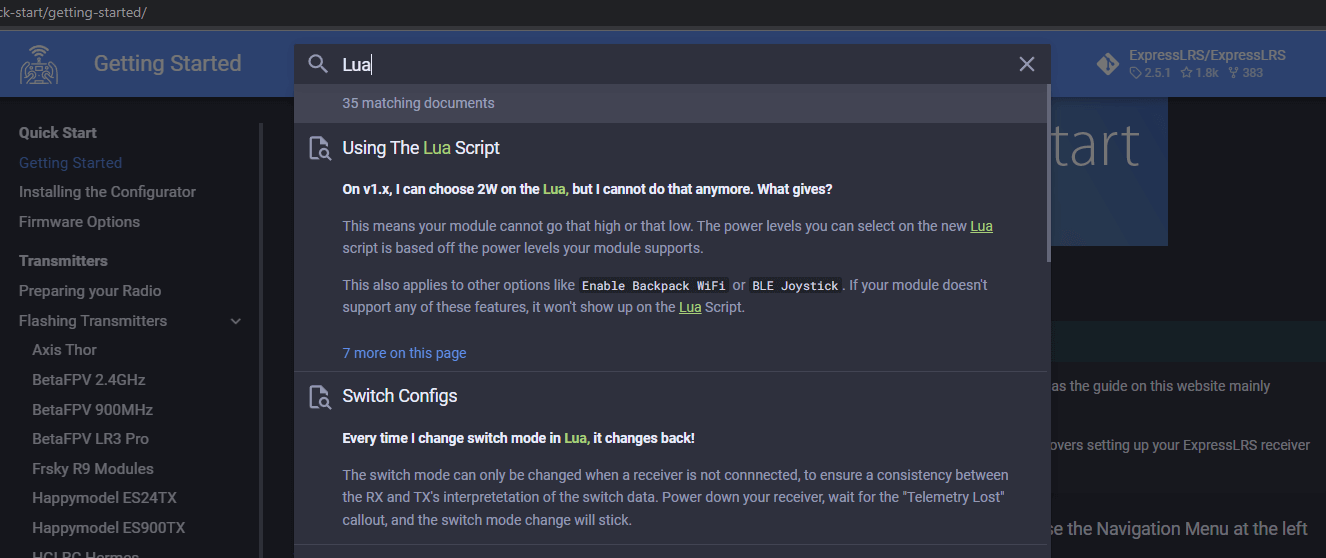 ck-start/getting-started/
Getting Started
Lua
ExpressLRS/ExpressLRS
2.5.1 1.8k 383
35 matching documents
Quick Start
Getting Started
Installing the Configurator
Firmware Options
Transmitters
Preparing your Radio
Flashing Transmitters
Axis Thor
BetaFPV 2.4GHz
BetaFPV 900MHz
BetaFPV LR3 Pro
Frsky R9 Modules
Happymodel ES24TX
Happymodel ES900TX
HGLRC Hermes
Using The Lua Script
On v1.x, I can choose 2W on the Lua, but I cannot do that anymore. What gives?
This means your module cannot go that high or that low. The power levels you can select on the new Lua
script is based off the power levels your module supports.
This also applies to other options like Enable Backpack WiFi or BLE Joystick. If your module doesn't
support any of these features, it won't show up on the Lua Script.
7 more on this page
Switch Configs
Every time I change switch mode in Lua, it changes back!
The switch mode can only be changed when a receiver is not connnected, to ensure a consistency between
the RX and TX's interpretetation of the switch data. Power down your receiver, wait for the "Telemetry Lost"
callout, and the switch mode change will stick.
tart
as the guide on this website mainly
overs setting up your ExpressLRS receiver
se the Navigation Menu at the left